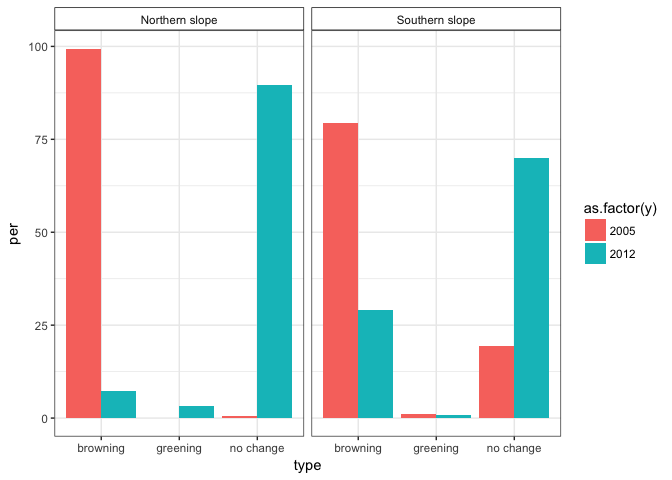 Northern slope
Southern slope
100
75
50
25
0
per
browning
greening
no change
browning
greening
no change
type
as.factor(y)
2005
2012